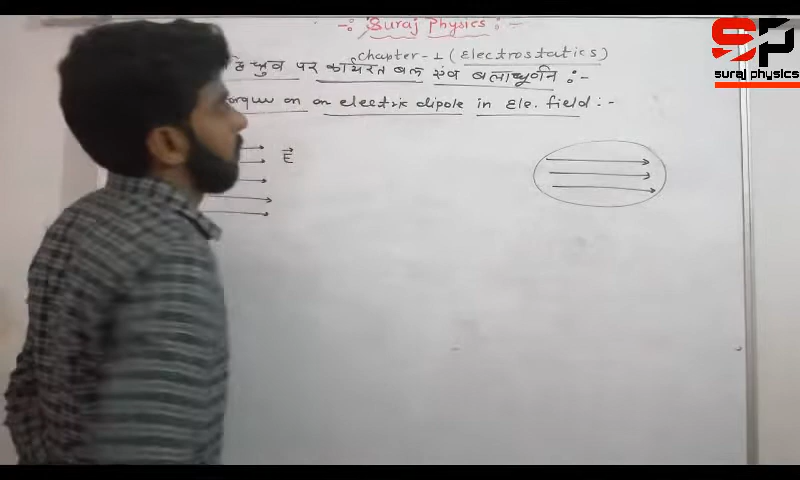 -: Suraj Physics :-
Chapter-1 (Electrostatics)
पर कार्यरत बल एवं बलाघूर्ण :-
on an electric dipole in Ele. field :-
E
SP
suraj physics